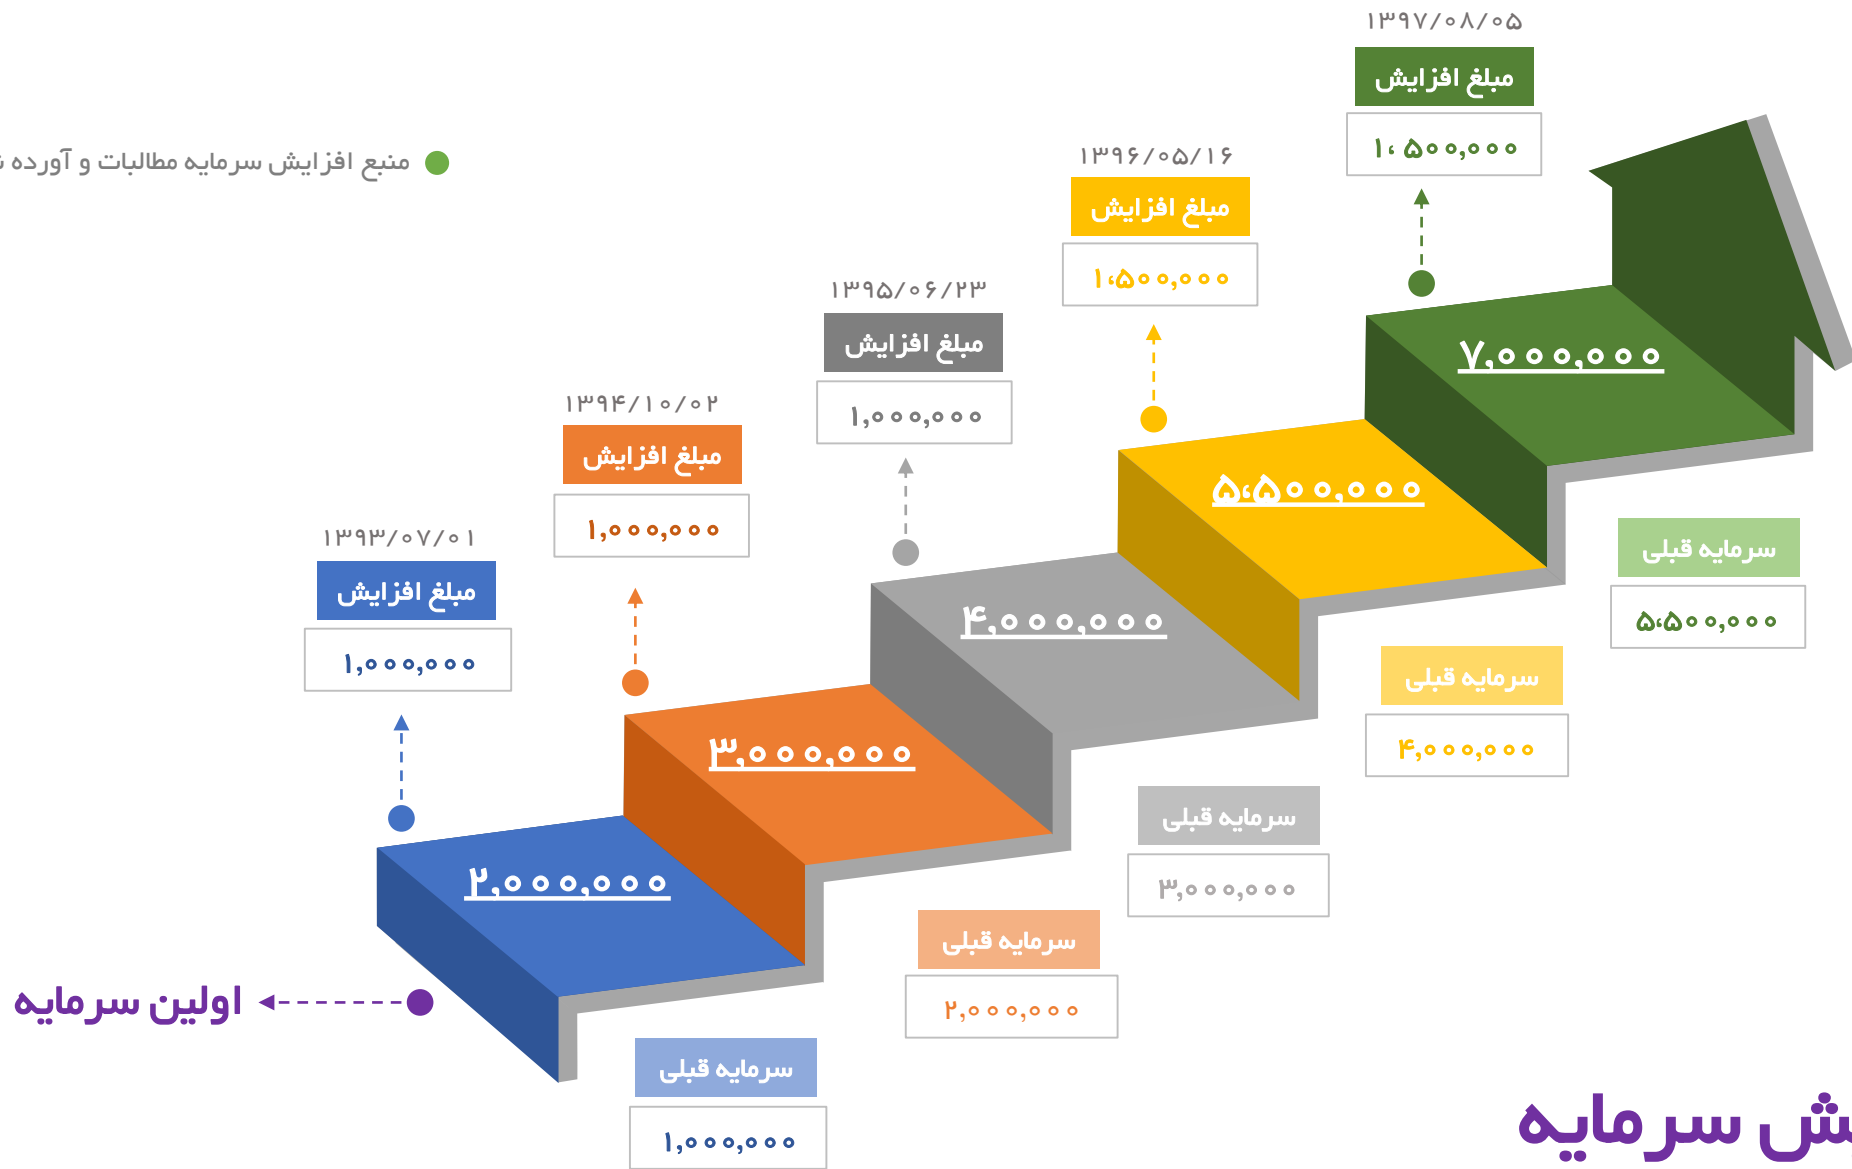 ۱۳۹۷/۰۸/۰۵
مبلغ افزایش
۱،۵۰۰,۰۰۰
منبع افزایش سرمایه مطالبات و آورده
۱۳۹۶/۰۵/۱۶
مبلغ افزایش
۱،۵۰۰,۰۰۰
۱۳۹۵/۰۶/۲۳
مبلغ افزایش
۱,۰۰۰,۰۰۰
۱۳۹۴/۱۰/۰۲
مبلغ افزایش
۱,۰۰۰,۰۰۰
۱۳۹۳/۰۷/۰۱
مبلغ افزایش
۱,۰۰۰,۰۰۰
۷,۰۰۰,۰۰۰
۵،۵۰۰,۰۰۰
۴,۰۰۰,۰۰۰
۳,۰۰۰,۰۰۰
۲,۰۰۰,۰۰۰
سرمایه قبلی
۵،۵۰۰,۰۰۰
سرمایه قبلی
۴,۰۰۰,۰۰۰
سرمایه قبلی
۳,۰۰۰,۰۰۰
سرمایه قبلی
۲,۰۰۰,۰۰۰
سرمایه قبلی
۱,۰۰۰,۰۰۰
اولین سرمایه
سرمایه